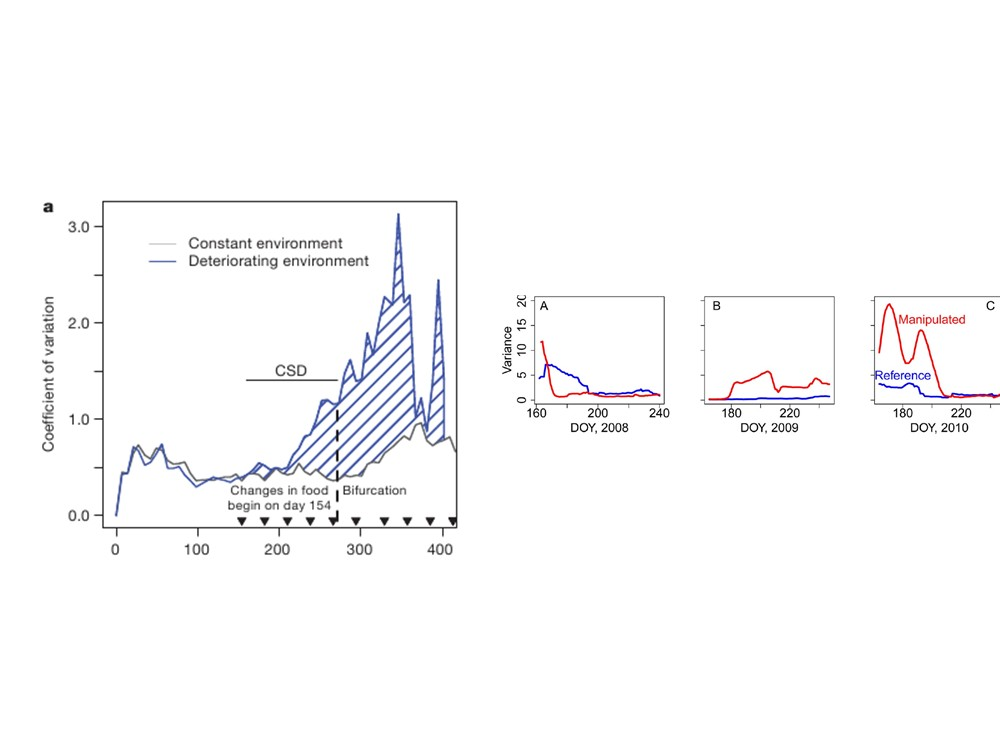 a
3.0
2.0
1.0
0.0
Coefficient of variation
Constant environment
Deteriorating environment
CSD
Changes in food
begin on day 154
Bifurcation
0 100 200 300 400
A
Variance
0 5 10 15 20
160 200 240
DOY, 2008
B
180 220
DOY, 2009
C
Manipulated
Reference
180 220
DOY, 2010